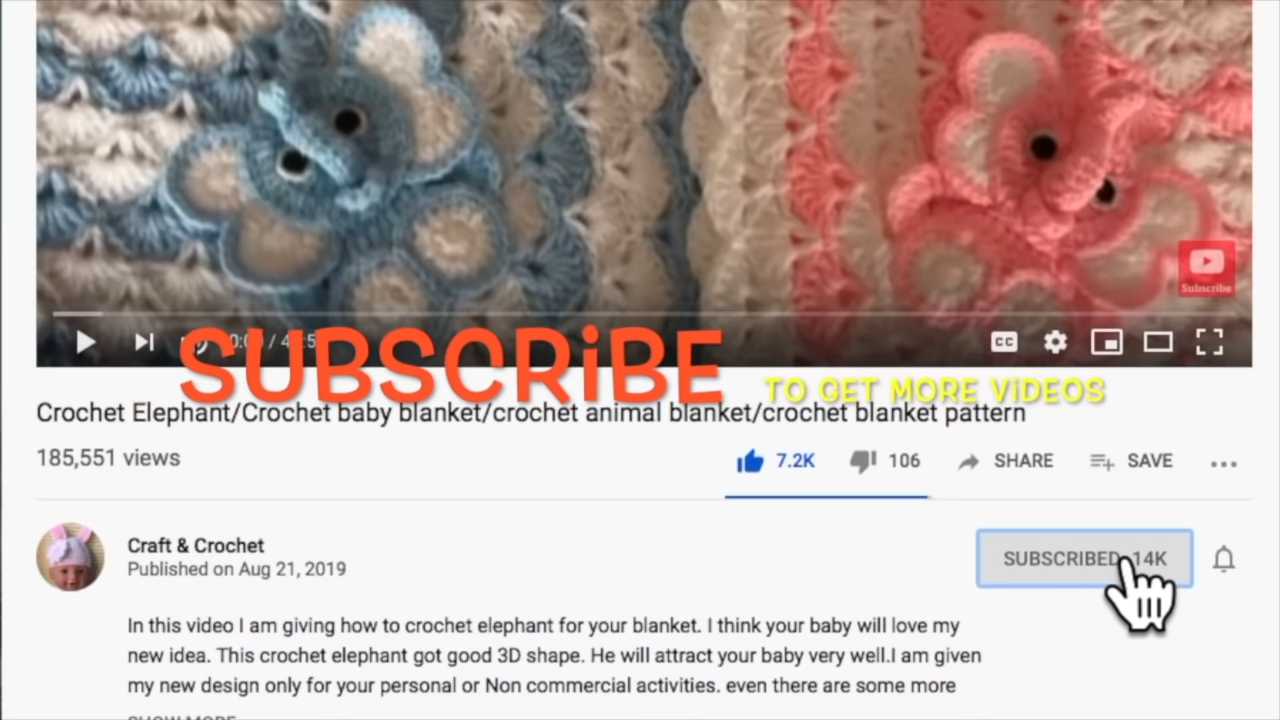 Subscribe
CC
SUBSCRiBE
TO GET MORE ViDEOS
Crochet Elephant/Crochet baby blanket/crochet animal blanket/crochet blanket pattern
185,551 views
7.2K
106
SHARE
SAVE
Craft & Crochet
Published on Aug 21, 2019
SUBSCRIBED 14K
In this video I am giving how to crochet elephant for your blanket. I think your baby will love my
new idea. This crochet elephant got good 3D shape. He will attract your baby very well.I am given
my new design only for your personal or Non commercial activities. even there are some more
SHOW MORE